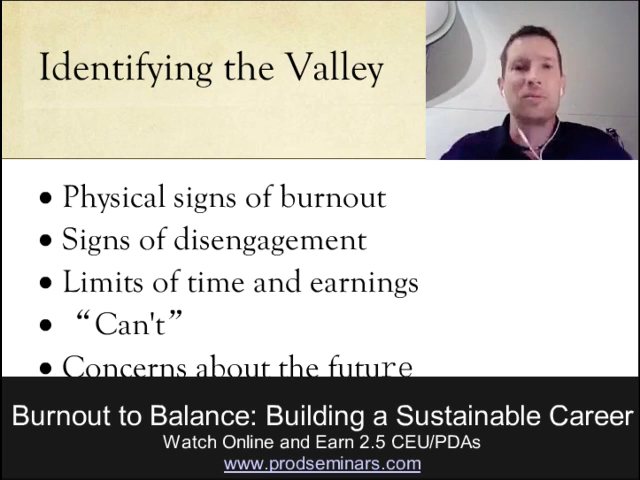 Identifying the Valley
• Physical signs of burnout
• Signs of disengagement
• Limits of time and earnings
• “Can't”
• Concerns about the future
Burnout to Balance: Building a Sustainable Career
Watch Online and Earn 2.5 CEU/PDAs
www.prodseminars.com